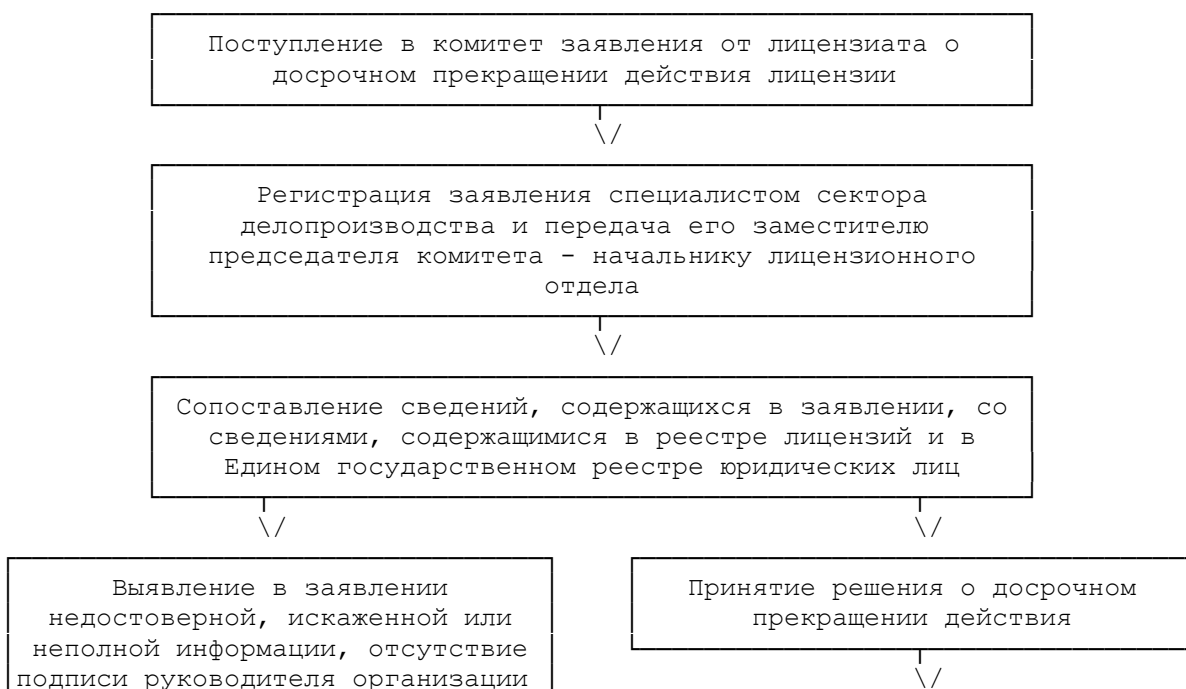 Поступление в комитет заявления от лицензиата о
досрочном прекращении действия лицензии
\/
Регистрация заявления специалистом сектора
делопроизводства и передача его заместителю
председателя комитета - начальнику лицензионного
отдела
\/
Сопоставление сведений, содержащихся в заявлении, со
сведениями, содержащимися в реестре лицензий и в
Едином государственном реестре юридических лиц
\/ \/
Выявление в заявлении
недостоверной, искаженной или
неполной информации, отсутствие
подписи руководителя организации
Принятие решения о досрочном
прекращении действия
\/